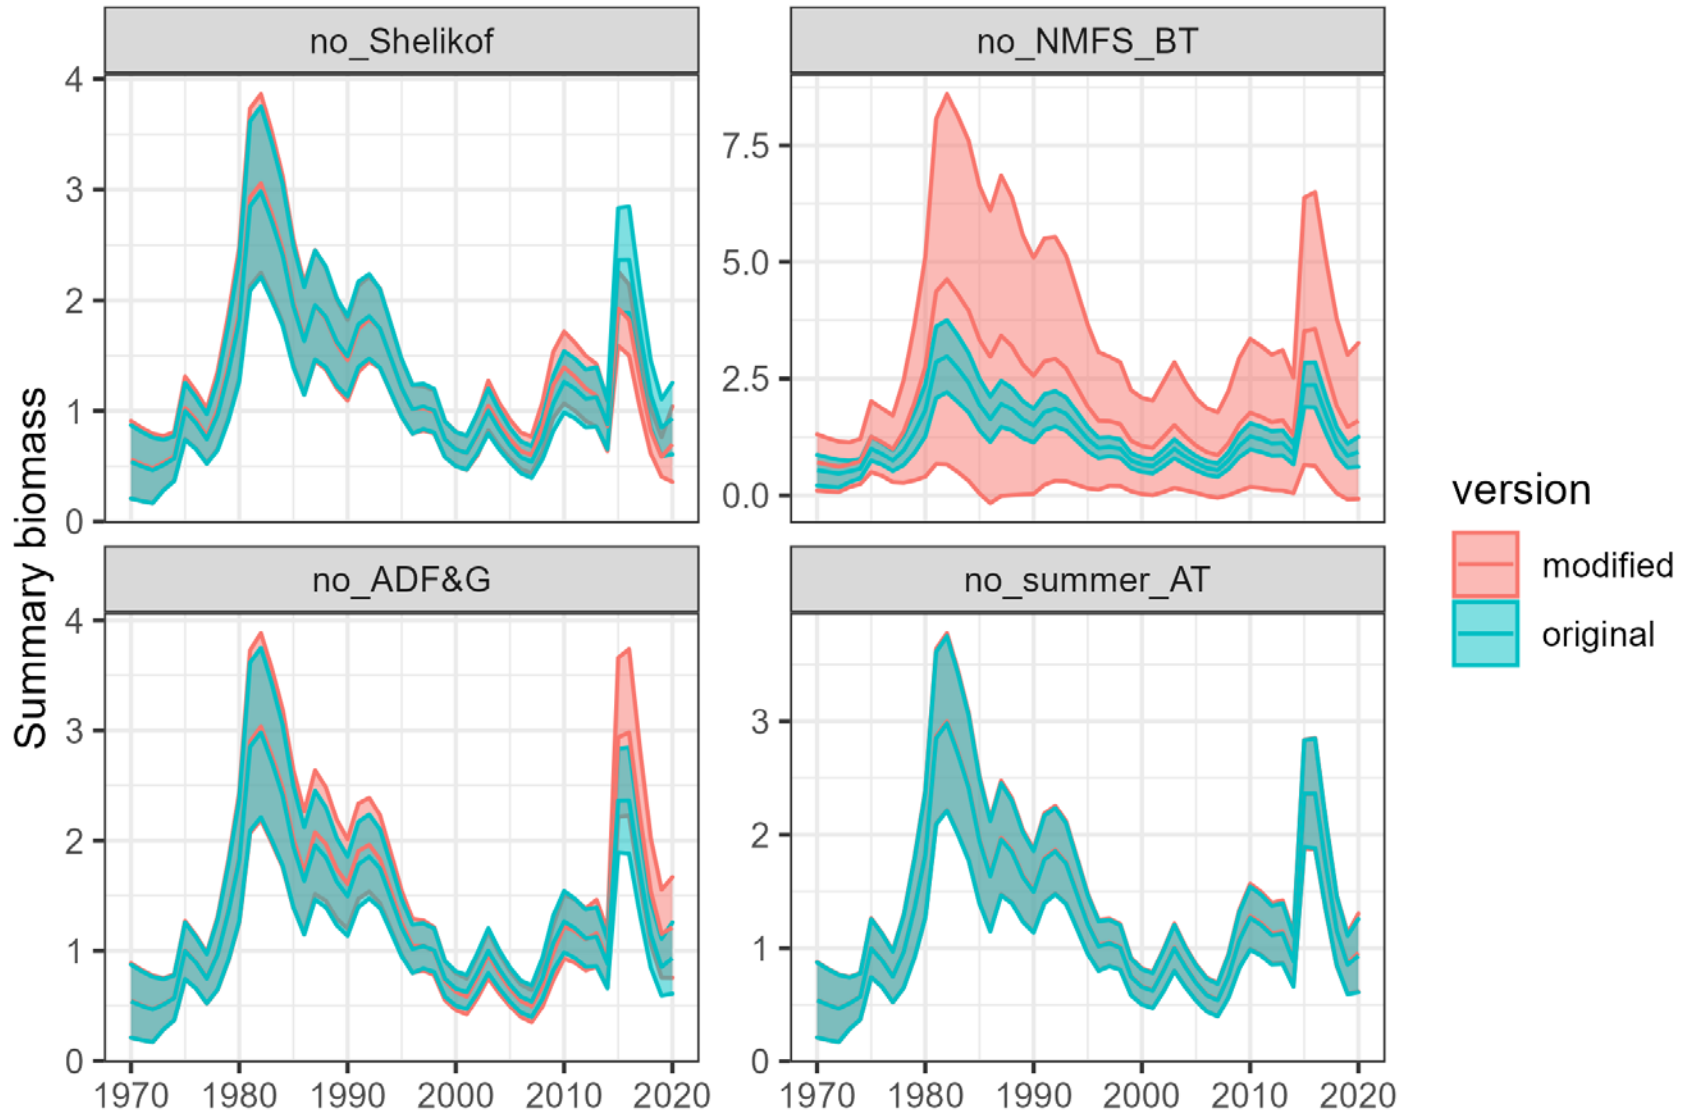 no_Shelikof
no_NMFS_BT
4
3
2
1
0
7.5
5.0
2.5
0.0
Summary biomass
no_ADF&G
no_summer_AT
4
3
2
1
0
3
2
1
0
1970 1980 1990 2000 2010 2020
1970 1980 1990 2000 2010 2020
version
modified
original